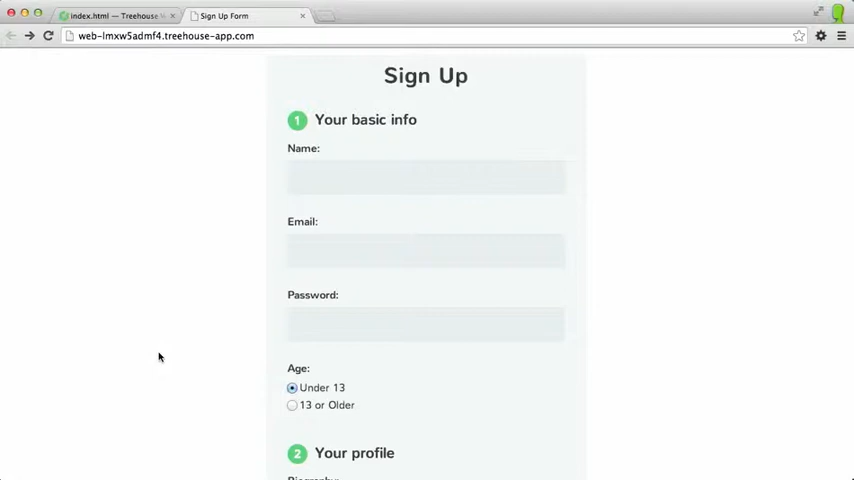 index.html — Treehouse
Sign Up Form
web-lmxw5admf4.treehouse-app.com
Sign Up
1 Your basic info
Name:
Email:
Password:
Age:
Under 13
13 or Older
2 Your profile
Biography: